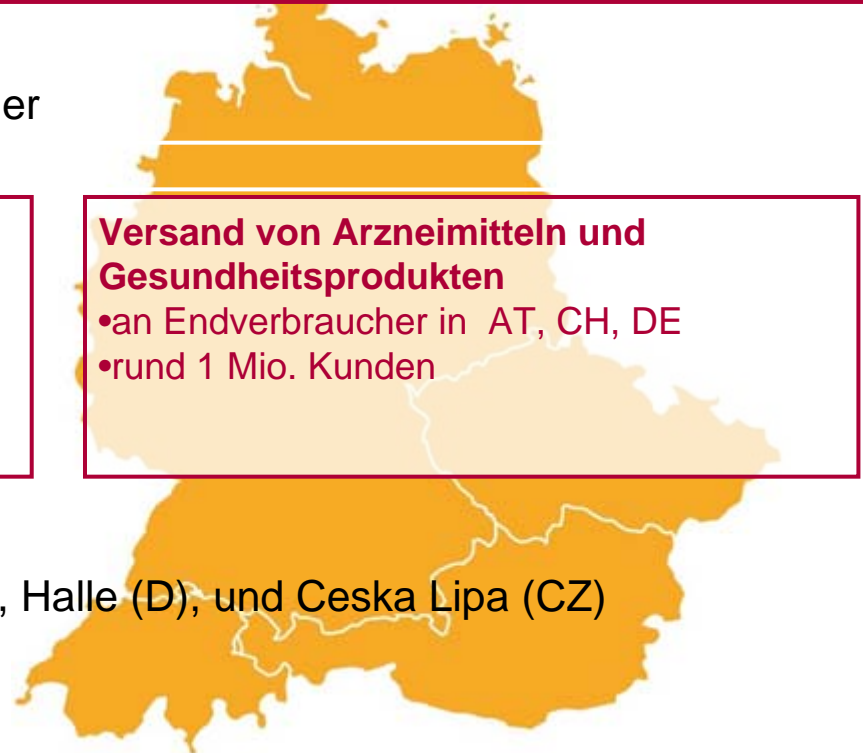 er
Versand von Arzneimitteln und
Gesundheitsprodukten
•an Endverbraucher in  AT, CH, DE
•rund 1 Mio. Kunden
, Halle (D), und Ceska Lipa (CZ)